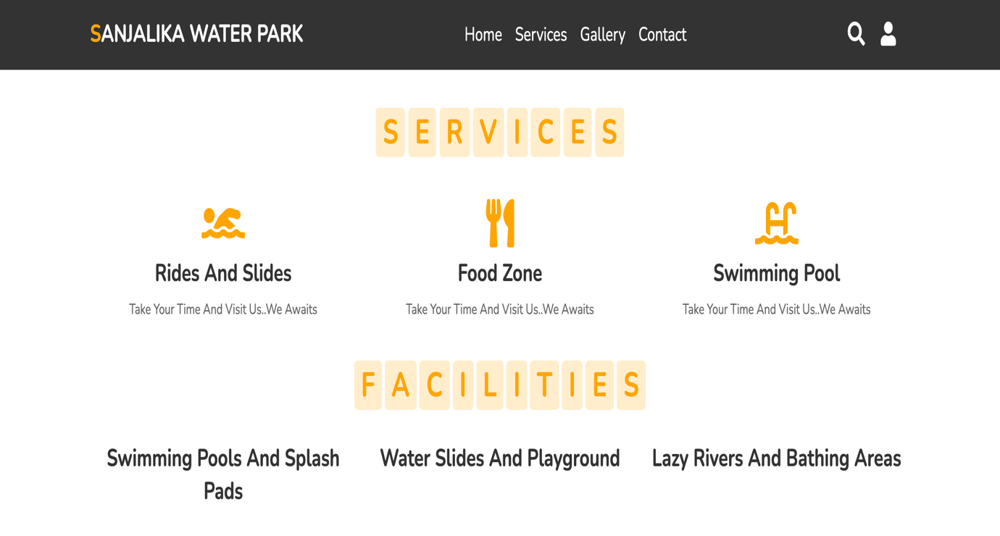 SANJALIKA WATER PARK
Home Services Gallery Contact
SERVICES
Rides And Slides
Take Your Time And Visit Us..We Awaits
Food Zone
Take Your Time And Visit Us..We Awaits
Swimming Pool
Take Your Time And Visit Us..We Awaits
FACILITIES
Swimming Pools And Splash
Pads
Water Slides And Playground
Lazy Rivers And Bathing Areas